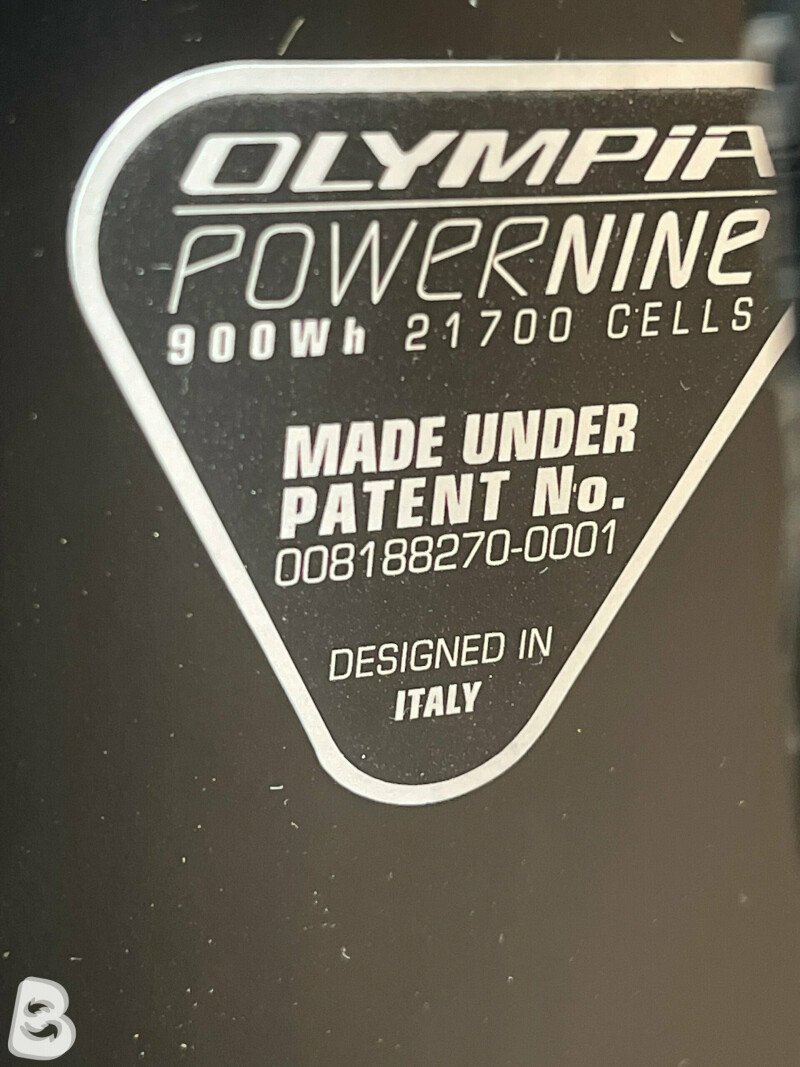 OLYMPiA
POWERNINE
900Wh 21700 CELLS
MADE UNDER
PATENT No.
008188270-0001
DESIGNED IN
ITALY
B